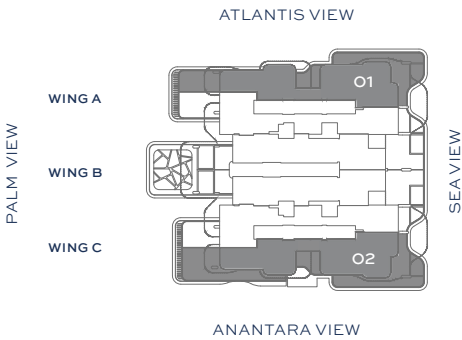 ATLANTIS VIEW
01
WING A
PALM VIEW
WING B
SEA VIEW
WING C
02
ANANTARA VIEW